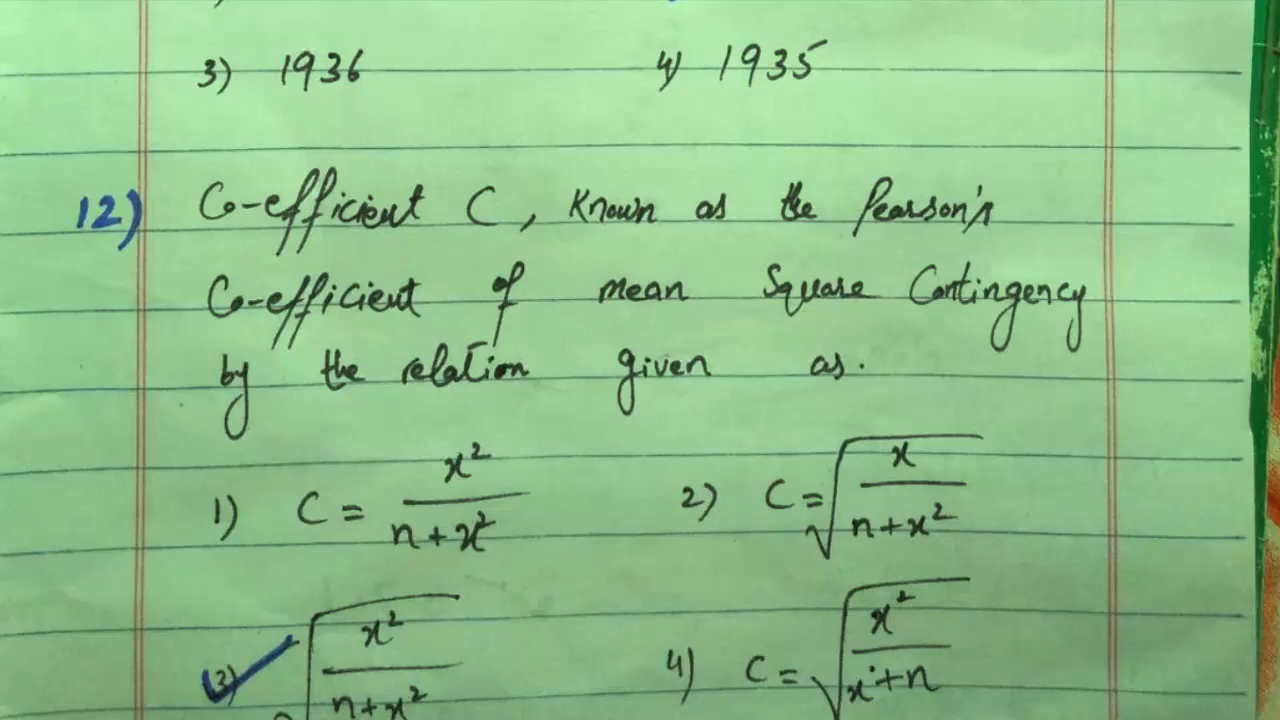 3) 1936 4) 1935
12) Co-efficient C, Known as the Pearson's
Co-efficient of mean Square Contingency
by the relation given as.
1) C = x²/n+x² 2) C = √x/n+x²
3) √x²/n+x² 4) C = √x²/x+n